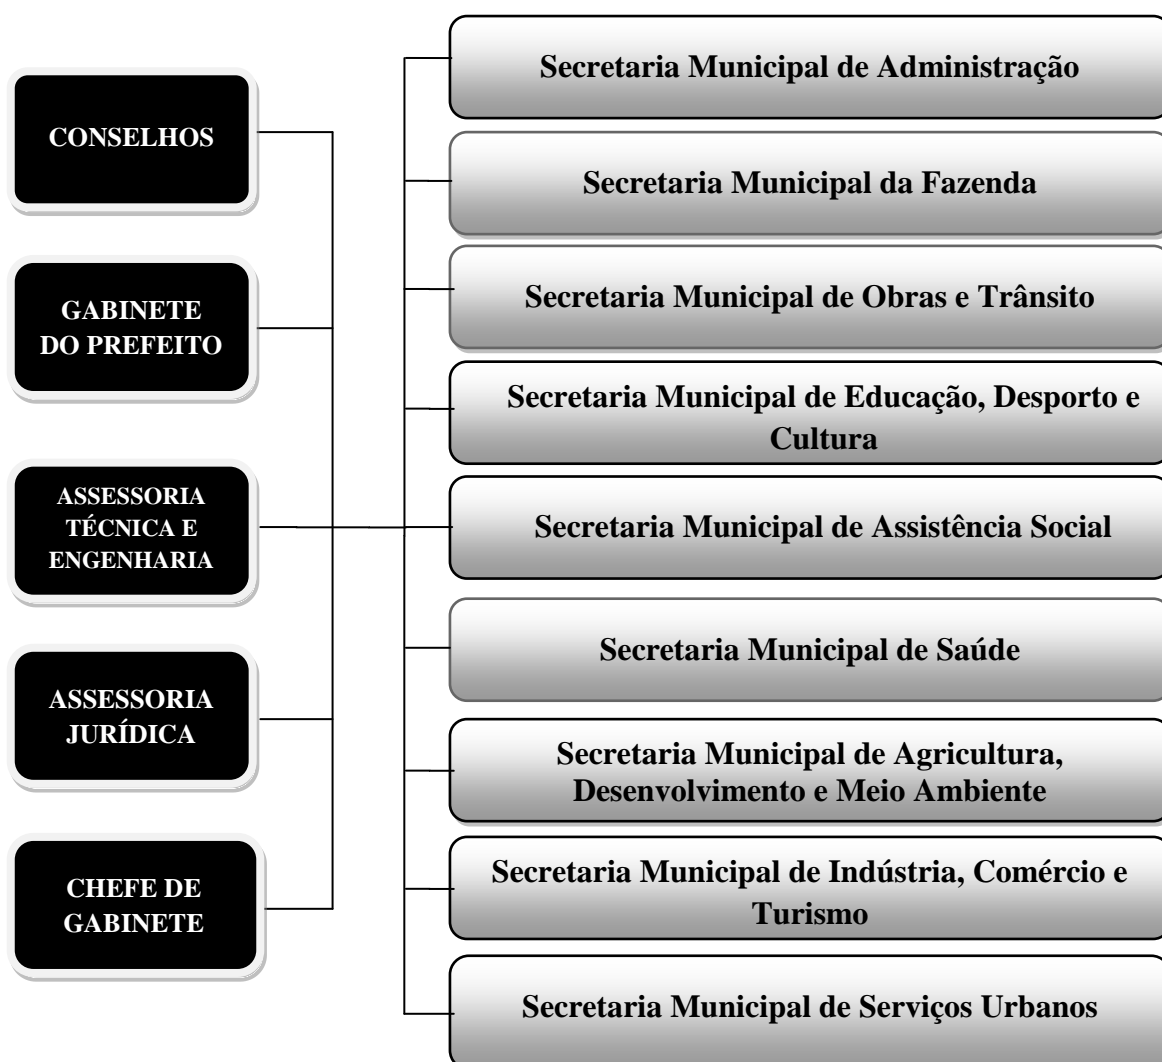 CONSELHOS
GABINETE
DO PREFEITO
ASSESSORIA
TÉCNICA E
ENGENHARIA
ASSESSORIA
JURÍDICA
CHEFE DE
GABINETE
Secretaria Municipal de Administração
Secretaria Municipal da Fazenda
Secretaria Municipal de Obras e Trânsito
Secretaria Municipal de Educação, Desporto e
Cultura
Secretaria Municipal de Assistência Social
Secretaria Municipal de Saúde
Secretaria Municipal de Agricultura,
Desenvolvimento e Meio Ambiente
Secretaria Municipal de Indústria, Comércio e
Turismo
Secretaria Municipal de Serviços Urbanos